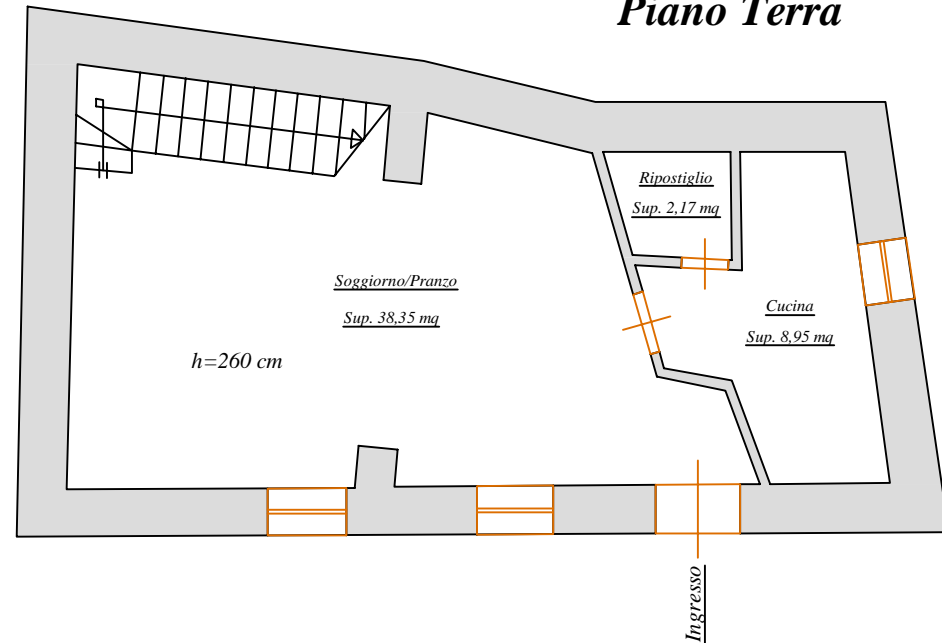 Piano Terra
Ripostiglio
Sup. 2,17 mq
Soggiorno/Pranzo
Sup. 38,35 mq
Cucina
Sup. 8,95 mq
h=260 cm
Ingresso